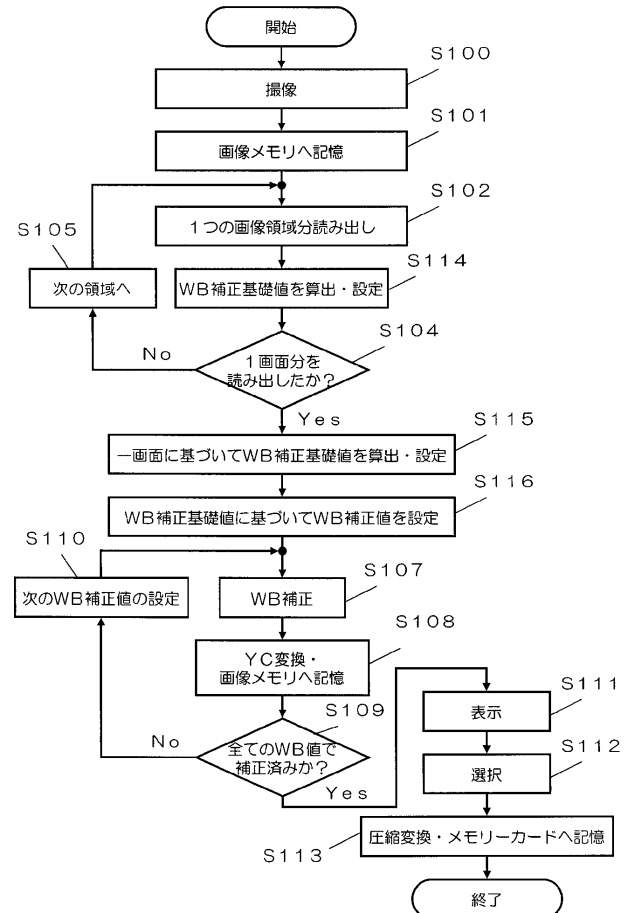 開始
S100
撮像
S101
画像メモリへ記憶
S102
1つの画像領域分読み出し
S105
次の領域へ
S114
WB補正基礎値を算出・設定
S104
1画面分を
読み出したか?
No
Yes
S115
一画面に基づいてWB補正基礎値を算出・設定
S116
WB補正基礎値に基づいてWB補正値を設定
S110
次のWB補正値の設定
S107
WB補正
S108
YC変換・
画像メモリへ記憶
S109
全てのWB値で
補正済みか?
No
Yes
S111
表示
S112
選択
S113
圧縮変換・メモリーカードへ記憶
終了